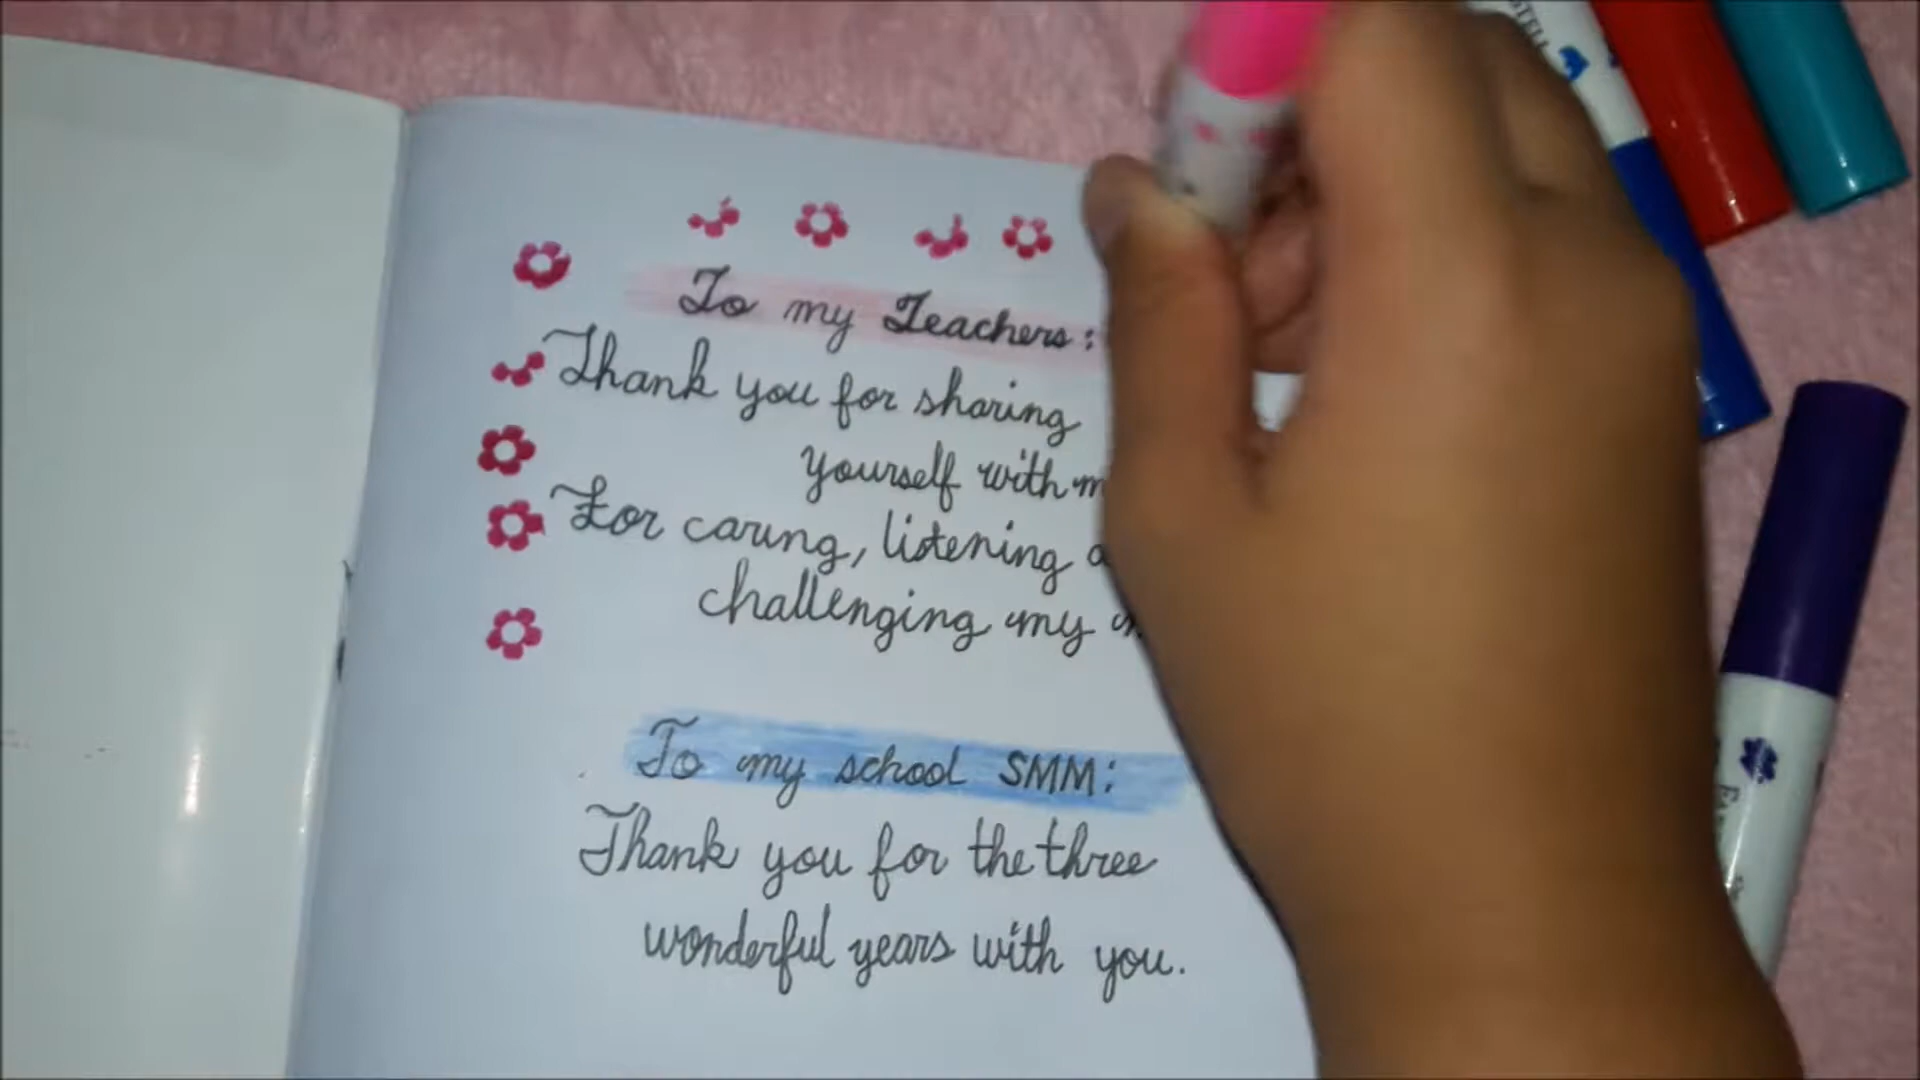 To my Teachers:
Thank you for sharing
yourself with
For caring, listening
challenging my
To my school SMM:
Thank you for the three
wonderful years with you.